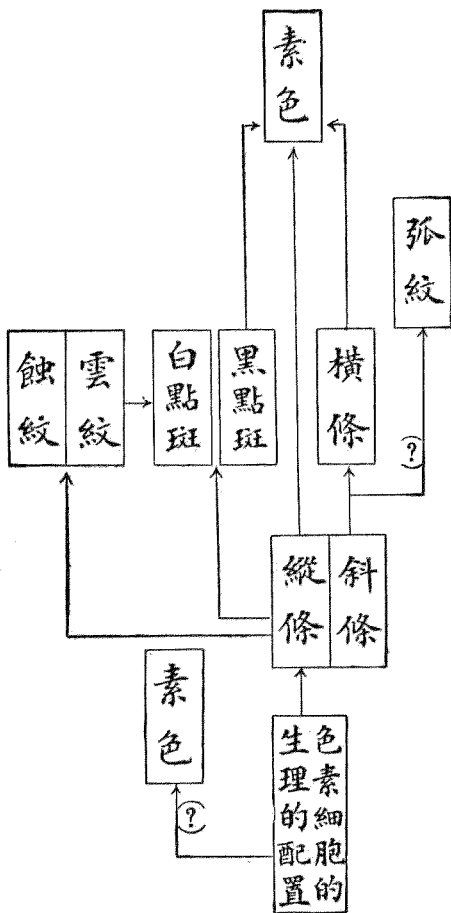 素色
弧紋
橫條
黑點斑
白點斑
雲紋
蝕紋
(?)
斜條
縱條
素色
(?)
色素細胞的
生理的配置